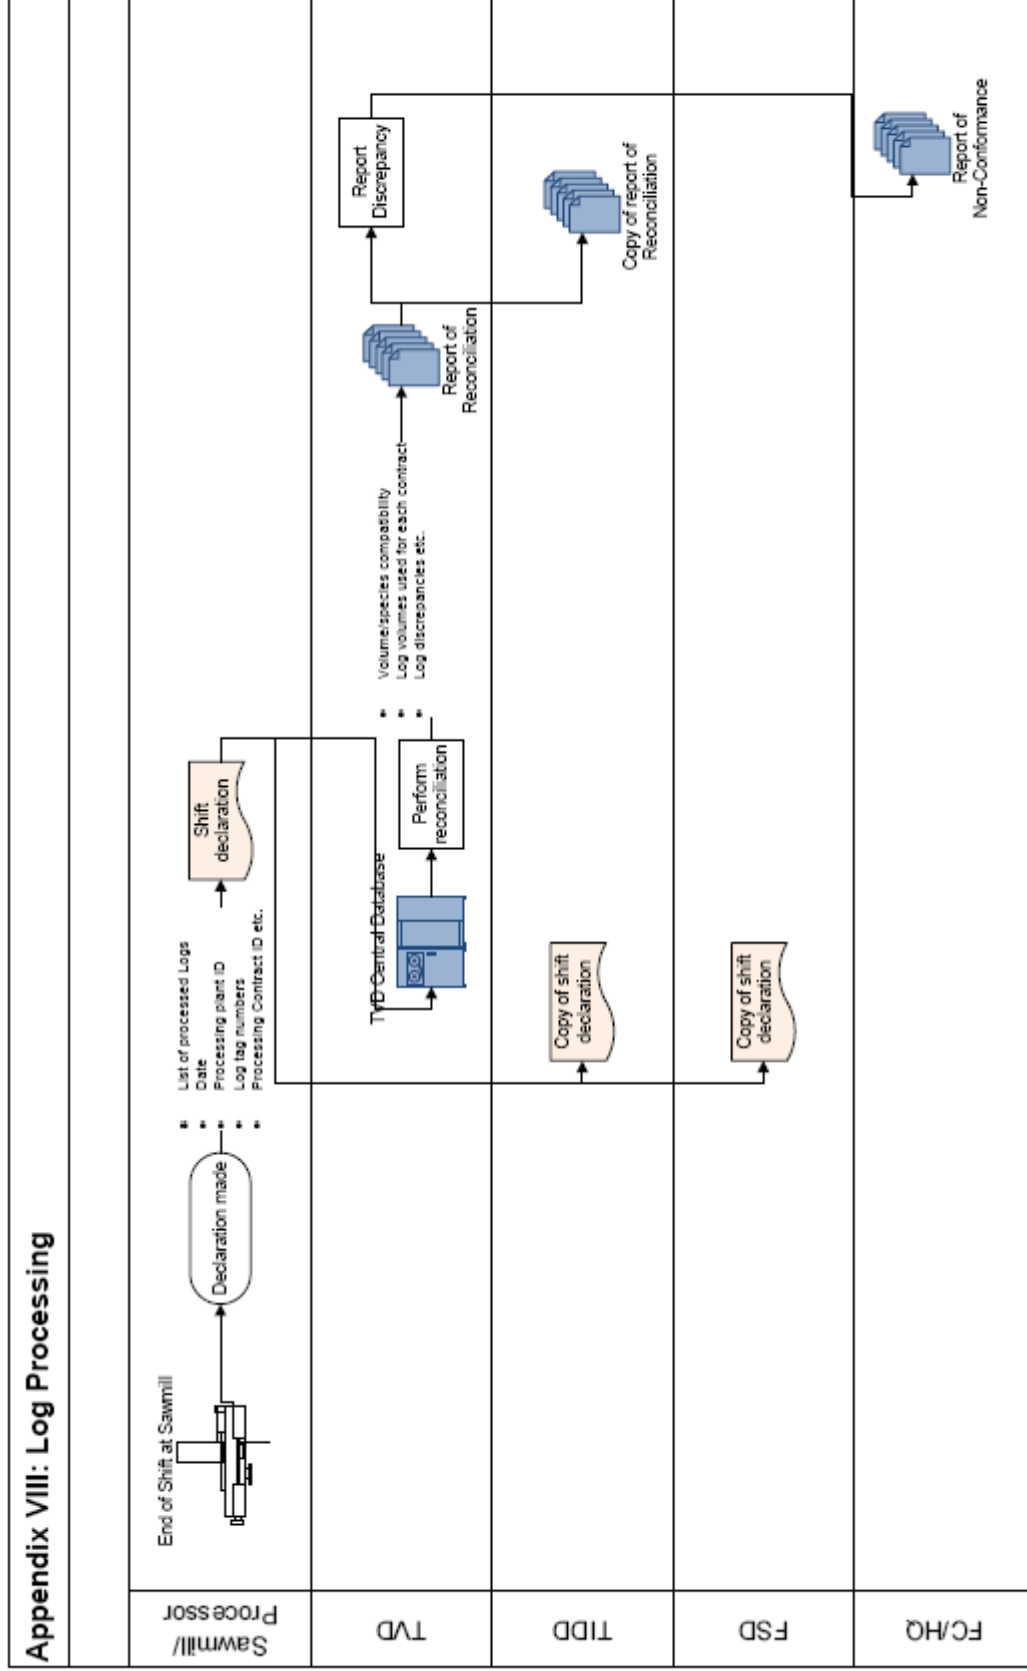 Appendix VIII: Log Processing
Sawmill/
Processor
End of Shift at Sawmill
Declaration made
• List of processed Logs
• Date
• Processing plant ID
• Log tag numbers
• Processing Contract ID etc.
Shift
declaration
TVD
TVD Central Database
Perform
reconciliation
• Volume/species compatibility
• Log volumes used for each contract
• Log discrepancies etc.
Report of
Reconciliation
Report
Discrepancy
TIDD
Copy of shift
declaration
Copy of report of
Reconciliation
FSD
Copy of shift
declaration
FC/HQ
Report of
Non-Conformance